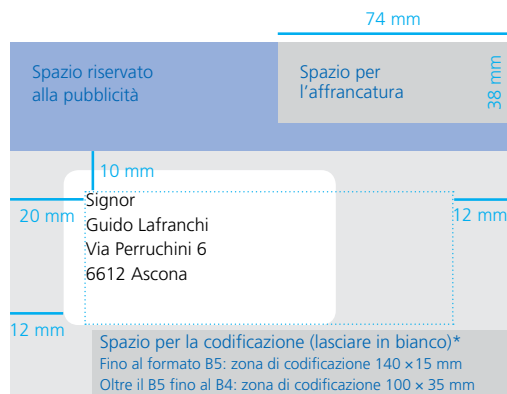 74 mm
Spazio riservato
alla pubblicità
Spazio per
l'affrancatura
38 mm
10 mm
20 mm
Signor
Guido Lafranchi
Via Perruchini 6
6612 Ascona
12 mm
12 mm
Spazio per la codificazione (lasciare in bianco)*
Fino al formato B5: zona di codificazione 140 × 15 mm
Oltre il B5 fino al B4: zona di codificazione 100 × 35 mm